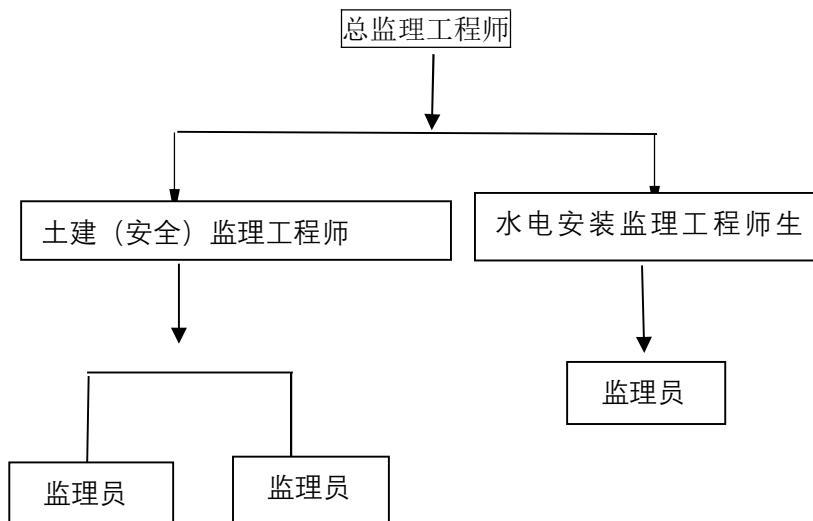 总监理工程师
土建（安全）监理工程师
水电安装监理工程师生
监理员
监理员
监理员